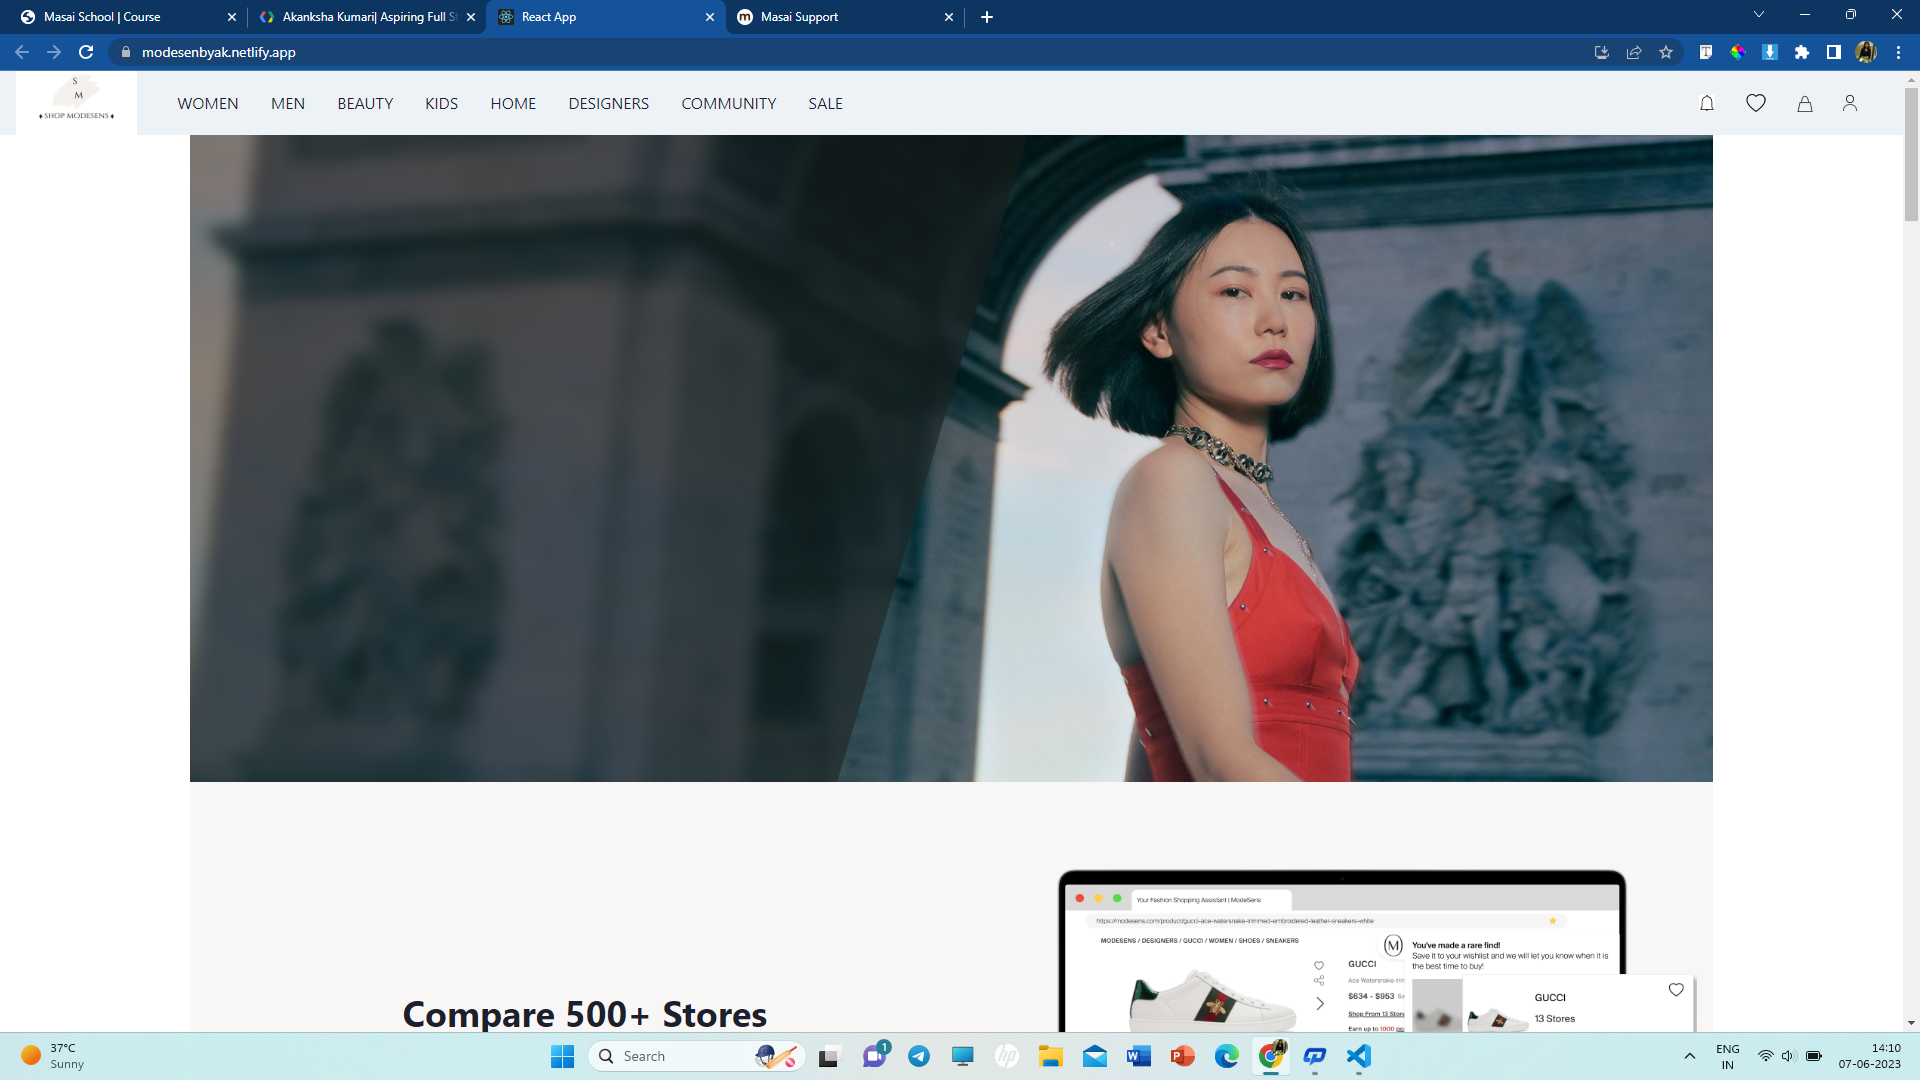 Masai School | Course
Akanksha Kumari| Aspiring Full S
React App
Masai Support
modesenbyak.netlify.app
S
M
SHOP MODESENS
WOMEN
MEN
BEAUTY
KIDS
HOME
DESIGNERS
COMMUNITY
SALE
Compare 500+ Stores
Your Fashion Shopping Assistant | ModeSens
https://modesens.com/product/gucci-ace-watersnake-trimmed-embroidered-leather-sneakers-white
MODESENS / DESIGNERS / GUCCI / WOMEN / SHOES / SNEAKERS
GUCCI
Ace Watersnake-trim
$634 - $953
Shop From 13 Stores
Earn up to 1000
M
You've made a rare find!
Save it to your wishlist and we will let you know when it is
the best time to buy!
GUCCI
13 Stores
37°C
Sunny
Search
1
ENG
IN
14:10
07-06-2023